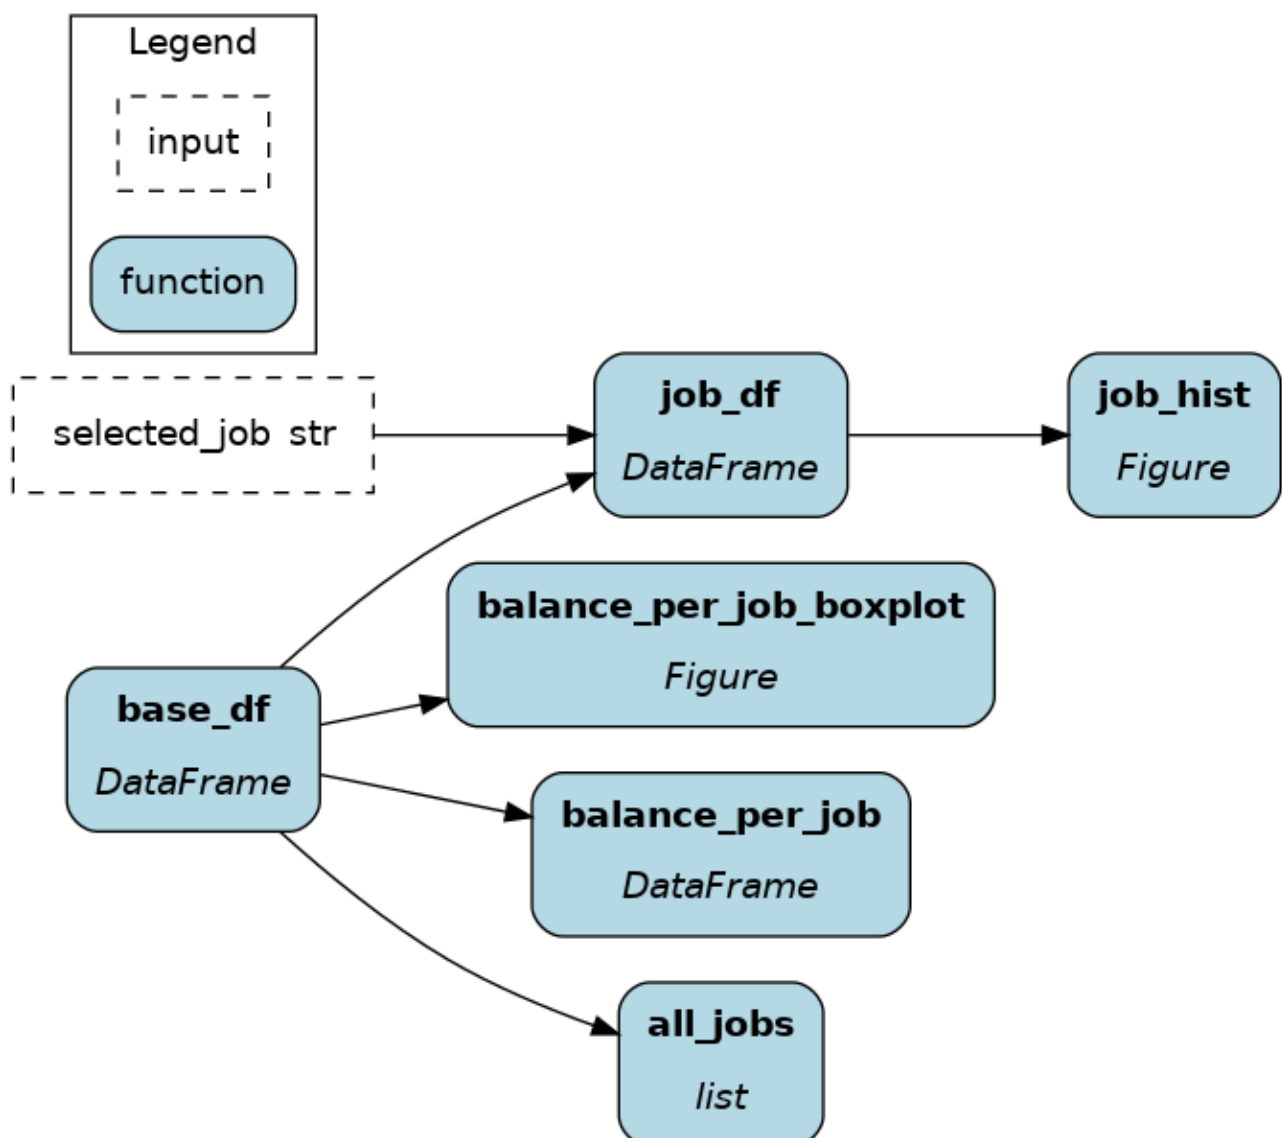 Legend
input
function
selected_job str
job_df
DataFrame
job_hist
Figure
balance_per_job_boxplot
Figure
base_df
DataFrame
balance_per_job
DataFrame
all_jobs
list